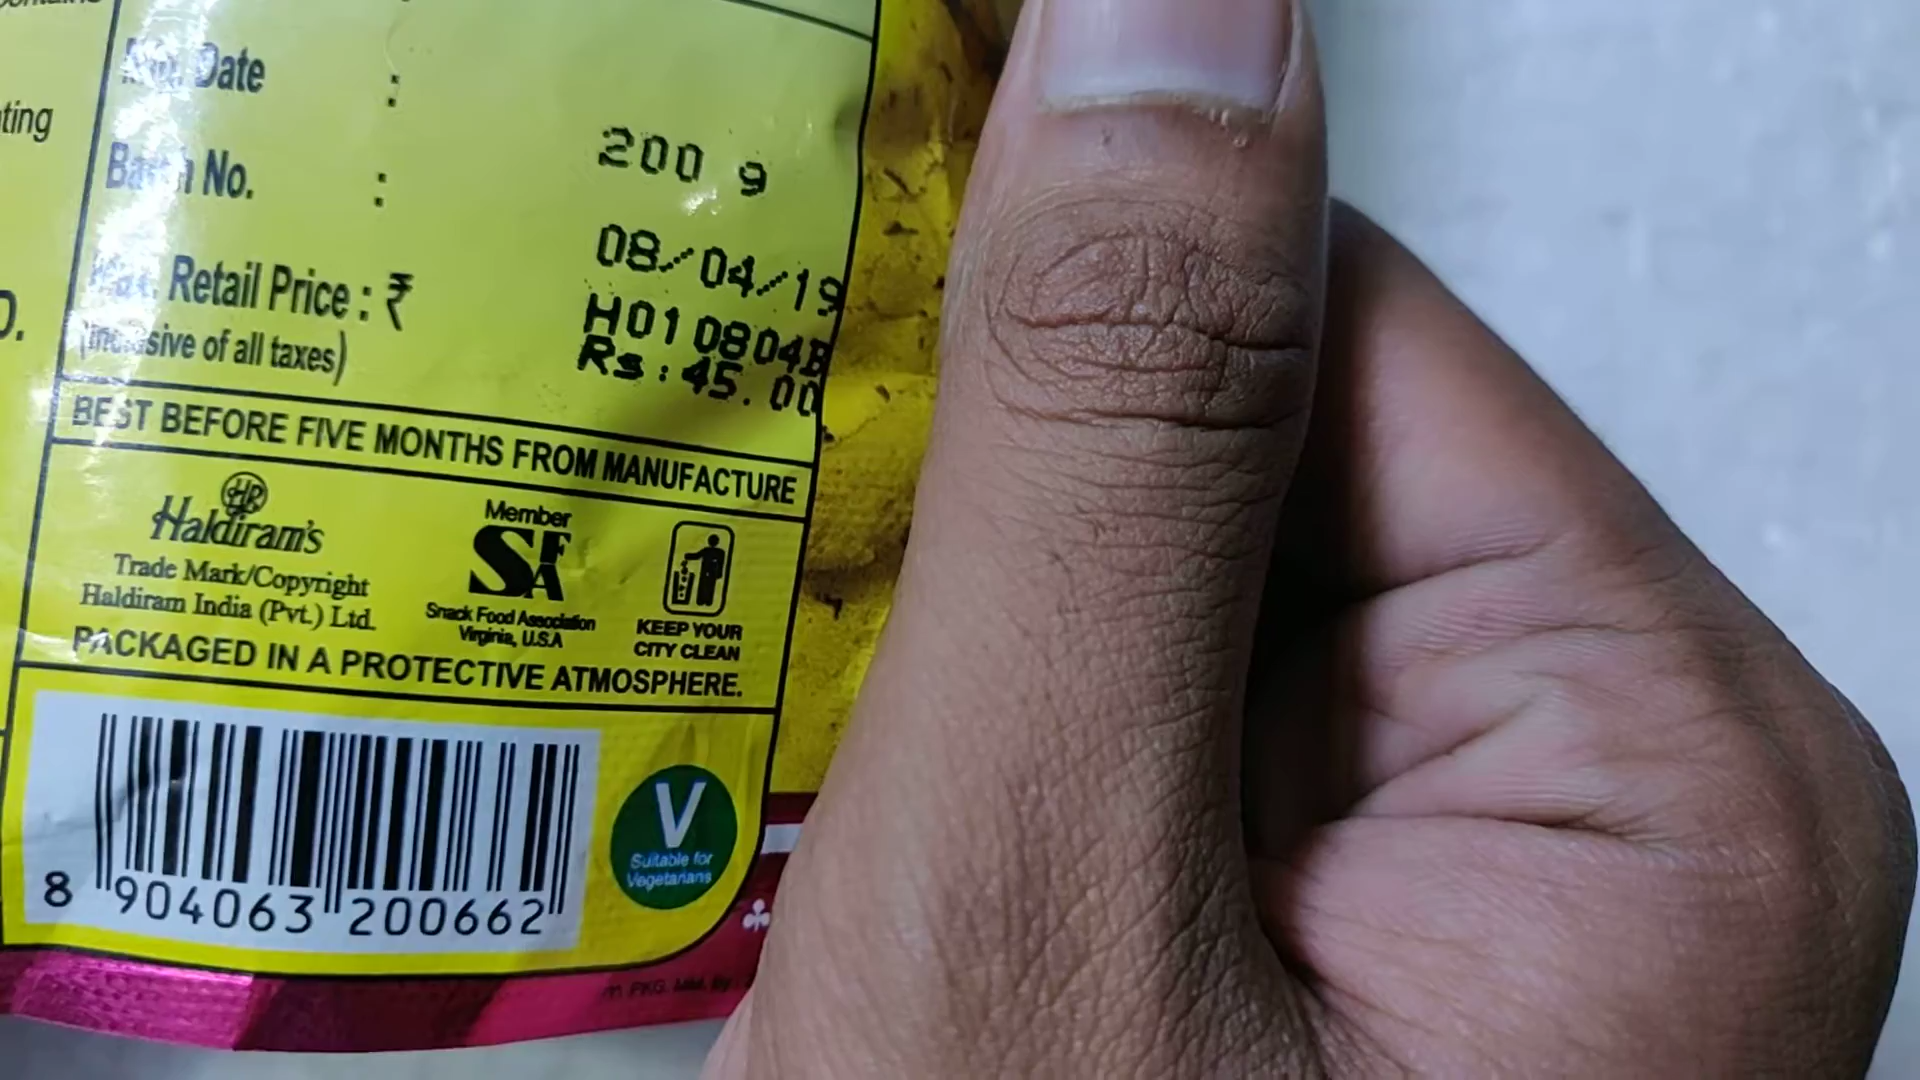 ting
Date :
200 g
Batch No. :
08/04/19
Retail Price : ₹
H010804B
(inclusive of all taxes)
Rs:45.00
BEST BEFORE FIVE MONTHS FROM MANUFACTURE
HR
Haldiram's
Trade Mark/Copyright
Haldiram India (Pvt.) Ltd.
Member
SFA
Snack Food Association
Virginia, U.S.A
KEEP YOUR
CITY CLEAN
PACKAGED IN A PROTECTIVE ATMOSPHERE.
8 904063 200662
V
Suitable for
Vegetarians